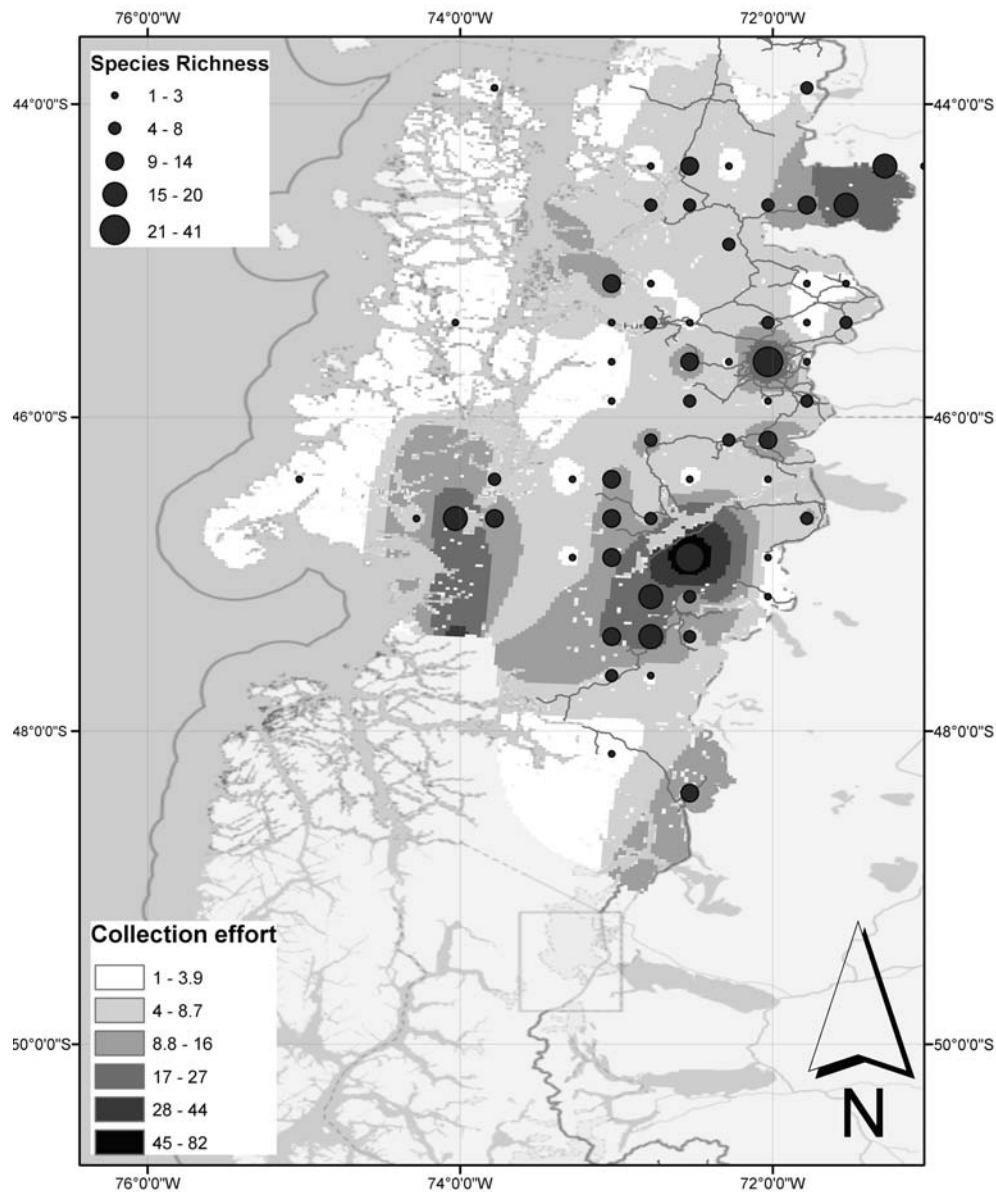 76°0'0"W
74°0'0"W
72°0'0"W
Species Richness
1 - 3
4 - 8
9 - 14
15 - 20
21 - 41
44°0'0"S
44°0'0"S
46°0'0"S
46°0'0"S
48°0'0"S
48°0'0"S
Collection effort
1 - 3.9
4 - 8.7
8.8 - 16
17 - 27
28 - 44
45 - 82
50°0'0"S
50°0'0"S
N
76°0'0"W
74°0'0"W
72°0'0"W